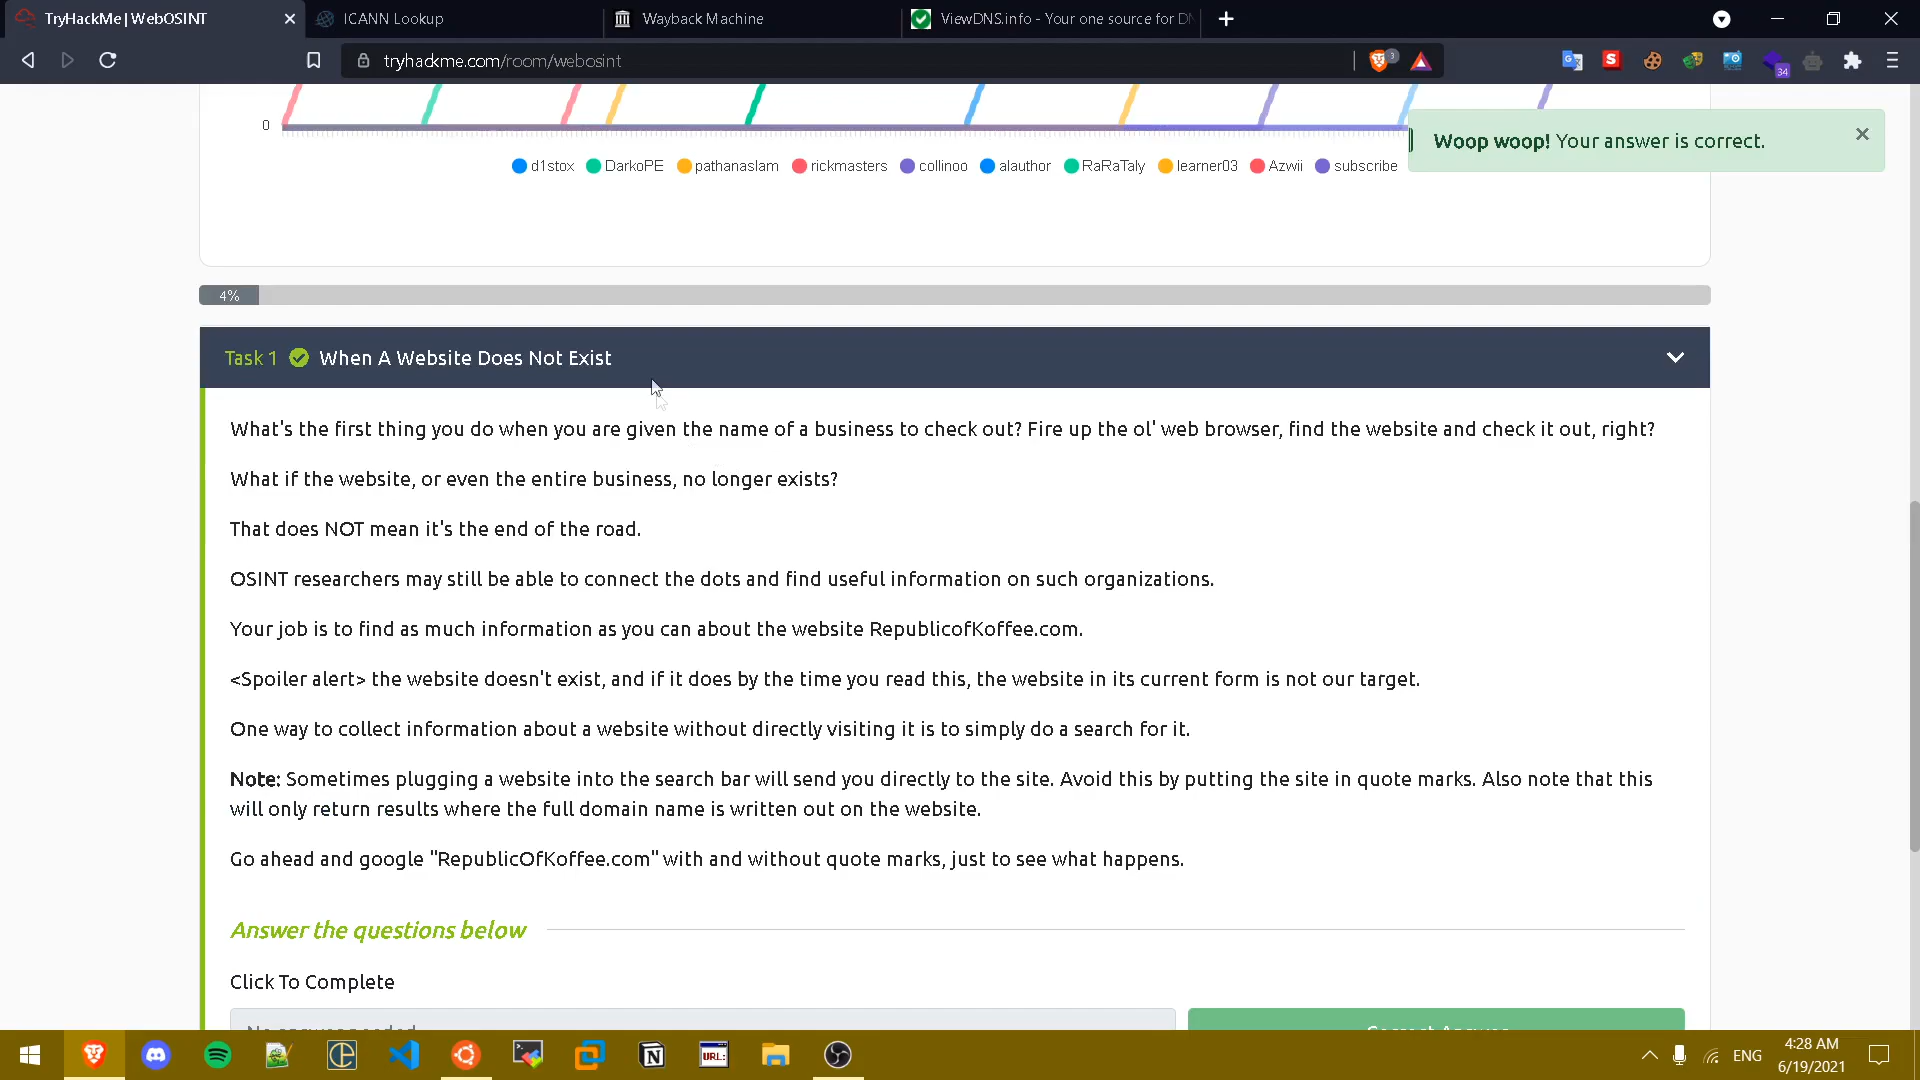 TryHackMe | WebOSINT
ICANN Lookup
Wayback Machine
ViewDNS.info - Your one source for DN
tryhackme.com/room/webosint
3
34
0
d1stox DarkoPE pathanaslam rickmasters collinoo alauthor RaRaTaly learner03 Azwii subscribe
Woop woop! Your answer is correct.
4%
Task 1 When A Website Does Not Exist
What's the first thing you do when you are given the name of a business to check out? Fire up the ol' web browser, find the website and check it out, right?
What if the website, or even the entire business, no longer exists?
That does NOT mean it's the end of the road.
OSINT researchers may still be able to connect the dots and find useful information on such organizations.
Your job is to find as much information as you can about the website RepublicofKoffee.com.
<Spoiler alert> the website doesn't exist, and if it does by the time you read this, the website in its current form is not our target.
One way to collect information about a website without directly visiting it is to simply do a search for it.
Note: Sometimes plugging a website into the search bar will send you directly to the site. Avoid this by putting the site in quote marks. Also note that this
will only return results where the full domain name is written out on the website.
Go ahead and google "RepublicOfKoffee.com" with and without quote marks, just to see what happens.
Answer the questions below
Click To Complete
No answer needed
Correct Answer
URL:
ENG
4:28 AM
6/19/2021